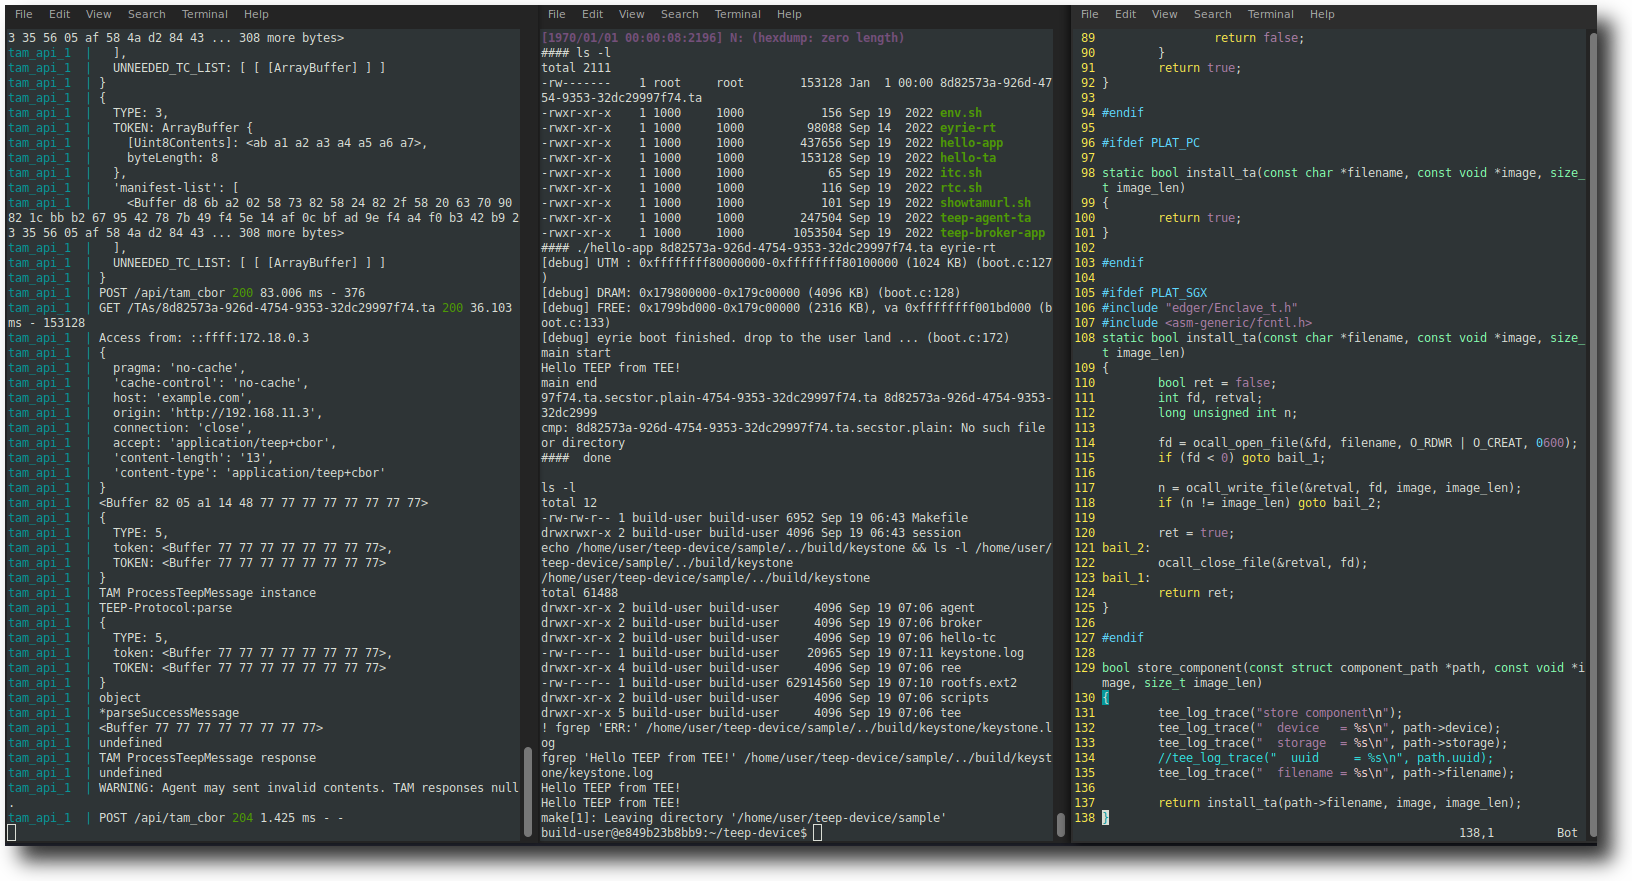 File Edit View Search Terminal Help
3 35 56 05 af 58 4a d2 84 43 ... 308 more bytes>
tam_api_1  |   ],
tam_api_1  |   UNNEEDED_TC_LIST: [ [ [ArrayBuffer] ] ]
tam_api_1  | }
tam_api_1  | {
tam_api_1  |   TYPE: 3,
tam_api_1  |   TOKEN: ArrayBuffer {
tam_api_1  |     [Uint8Contents]: <ab a1 a2 a3 a4 a5 a6 a7>,
tam_api_1  |     byteLength: 8
tam_api_1  |   },
tam_api_1  |   'manifest-list': [
tam_api_1  |     <Buffer d8 6b a2 02 58 73 82 58 24 82 2f 58 20 63 70 90
82 1c bb b2 67 95 42 78 7b 49 f4 5e 14 af 0c bf ad 9e f4 a4 f0 b3 42 b9 2
3 35 56 05 af 58 4a d2 84 43 ... 308 more bytes>
tam_api_1  |   ],
tam_api_1  |   UNNEEDED_TC_LIST: [ [ [ArrayBuffer] ] ]
tam_api_1  | }
tam_api_1  | POST /api/tam_cbor 200 83.006 ms - 376
tam_api_1  | GET /TAs/8d82573a-926d-4754-9353-32dc29997f74.ta 200 36.103
ms - 153128
tam_api_1  | Access from: ::ffff:172.18.0.3
tam_api_1  | {
tam_api_1  |   pragma: 'no-cache',
tam_api_1  |   'cache-control': 'no-cache',
tam_api_1  |   host: 'example.com',
tam_api_1  |   origin: 'http://192.168.11.3',
tam_api_1  |   connection: 'close',
tam_api_1  |   accept: 'application/teep+cbor',
tam_api_1  |   'content-length': '13',
tam_api_1  |   'content-type': 'application/teep+cbor'
tam_api_1  | }
tam_api_1  | <Buffer 82 05 a1 14 48 77 77 77 77 77 77 77 77>
tam_api_1  | {
tam_api_1  |   TYPE: 5,
tam_api_1  |   token: <Buffer 77 77 77 77 77 77 77 77>,
tam_api_1  |   TOKEN: <Buffer 77 77 77 77 77 77 77 77>
tam_api_1  | }
tam_api_1  | TAM ProcessTeepMessage instance
tam_api_1  | TEEP-Protocol:parse
tam_api_1  | {
tam_api_1  |   TYPE: 5,
tam_api_1  |   token: <Buffer 77 77 77 77 77 77 77 77>,
tam_api_1  |   TOKEN: <Buffer 77 77 77 77 77 77 77 77>
tam_api_1  | }
tam_api_1  | object
tam_api_1  | *parseSuccessMessage
tam_api_1  | <Buffer 77 77 77 77 77 77 77 77>
tam_api_1  | undefined
tam_api_1  | TAM ProcessTeepMessage response
tam_api_1  | undefined
tam_api_1  | WARNING: Agent may sent invalid contents. TAM responses null
.
tam_api_1  | POST /api/tam_cbor 204 1.425 ms - -
File Edit View Search Terminal Help
[1970/01/01 00:00:08:2196] N: (hexdump: zero length)
#### ls -l
total 2111
-rw-------    1 root     root        153128 Jan  1 00:00 8d82573a-926d-47
54-9353-32dc29997f74.ta
-rwxr-xr-x    1 1000     1000           156 Sep 19  2022 env.sh
-rwxr-xr-x    1 1000     1000         98088 Sep 14  2022 eyrie-rt
-rwxr-xr-x    1 1000     1000        437656 Sep 19  2022 hello-app
-rwxr-xr-x    1 1000     1000        153128 Sep 19  2022 hello-ta
-rwxr-xr-x    1 1000     1000            65 Sep 19  2022 itc.sh
-rwxr-xr-x    1 1000     1000           116 Sep 19  2022 rtc.sh
-rwxr-xr-x    1 1000     1000           101 Sep 19  2022 showtamurl.sh
-rwxr-xr-x    1 1000     1000        247504 Sep 19  2022 teep-agent-ta
-rwxr-xr-x    1 1000     1000       1053504 Sep 19  2022 teep-broker-app
#### ./hello-app 8d82573a-926d-4754-9353-32dc29997f74.ta eyrie-rt
[debug] UTM : 0xffffffff80000000-0xffffffff80100000 (1024 KB) (boot.c:127
)
[debug] DRAM: 0x179800000-0x179c00000 (4096 KB) (boot.c:128)
[debug] FREE: 0x1799bd000-0x179c00000 (2316 KB), va 0xffffffff001bd000 (b
oot.c:133)
[debug] eyrie boot finished. drop to the user land ... (boot.c:172)
main start
Hello TEEP from TEE!
main end
97f74.ta.secstor.plain-4754-9353-32dc29997f74.ta 8d82573a-926d-4754-9353-
32dc2999
cmp: 8d82573a-926d-4754-9353-32dc29997f74.ta.secstor.plain: No such file
or directory
####  done
ls -l
total 12
-rw-rw-r-- 1 build-user build-user 6952 Sep 19 06:43 Makefile
drwxrwxr-x 2 build-user build-user 4096 Sep 19 06:43 session
echo /home/user/teep-device/sample/../build/keystone && ls -l /home/user/
teep-device/sample/../build/keystone
/home/user/teep-device/sample/../build/keystone
total 61488
drwxr-xr-x 2 build-user build-user     4096 Sep 19 07:06 agent
drwxr-xr-x 2 build-user build-user     4096 Sep 19 07:06 broker
drwxr-xr-x 2 build-user build-user     4096 Sep 19 07:06 hello-tc
-rw-r--r-- 1 build-user build-user    20965 Sep 19 07:11 keystone.log
drwxr-xr-x 4 build-user build-user     4096 Sep 19 07:06 ree
-rw-r--r-- 1 build-user build-user 62914560 Sep 19 07:10 rootfs.ext2
drwxr-xr-x 2 build-user build-user     4096 Sep 19 07:06 scripts
drwxr-xr-x 5 build-user build-user     4096 Sep 19 07:06 tee
! fgrep 'ERR:' /home/user/teep-device/sample/../build/keystone/keystone.l
og
fgrep 'Hello TEEP from TEE!' /home/user/teep-device/sample/../build/keyst
one/keystone.log
Hello TEEP from TEE!
Hello TEEP from TEE!
make[1]: Leaving directory '/home/user/teep-device/sample'
build-user@e849b23b8bb9:~/teep-device$
File Edit View Search Terminal Help
89                 return false;
90         }
91         return true;
92 }
93
94 #endif
95
96 #ifdef PLAT_PC
97
98 static bool install_ta(const char *filename, const void *image, size_
t image_len)
99 {
100         return true;
101 }
102
103 #endif
104
105 #ifdef PLAT_SGX
106 #include "edger/Enclave_t.h"
107 #include <asm-generic/fcntl.h>
108 static bool install_ta(const char *filename, const void *image, size_
t image_len)
109 {
110         bool ret = false;
111         int fd, retval;
112         long unsigned int n;
113
114         fd = ocall_open_file(&fd, filename, O_RDWR | O_CREAT, 0600);
115         if (fd < 0) goto bail_1;
116
117         n = ocall_write_file(&retval, fd, image, image_len);
118         if (n != image_len) goto bail_2;
119
120         ret = true;
121 bail_2:
122         ocall_close_file(&retval, fd);
123 bail_1:
124         return ret;
125 }
126
127 #endif
128
129 bool store_component(const struct component_path *path, const void *i
mage, size_t image_len)
130 {
131         tee_log_trace("store component\n");
132         tee_log_trace("  device   = %s\n", path->device);
133         tee_log_trace("  storage  = %s\n", path->storage);
134         //tee_log_trace("  uuid     = %s\n", path.uuid);
135         tee_log_trace("  filename = %s\n", path->filename);
136
137         return install_ta(path->filename, image, image_len);
138 }
138,1         Bot